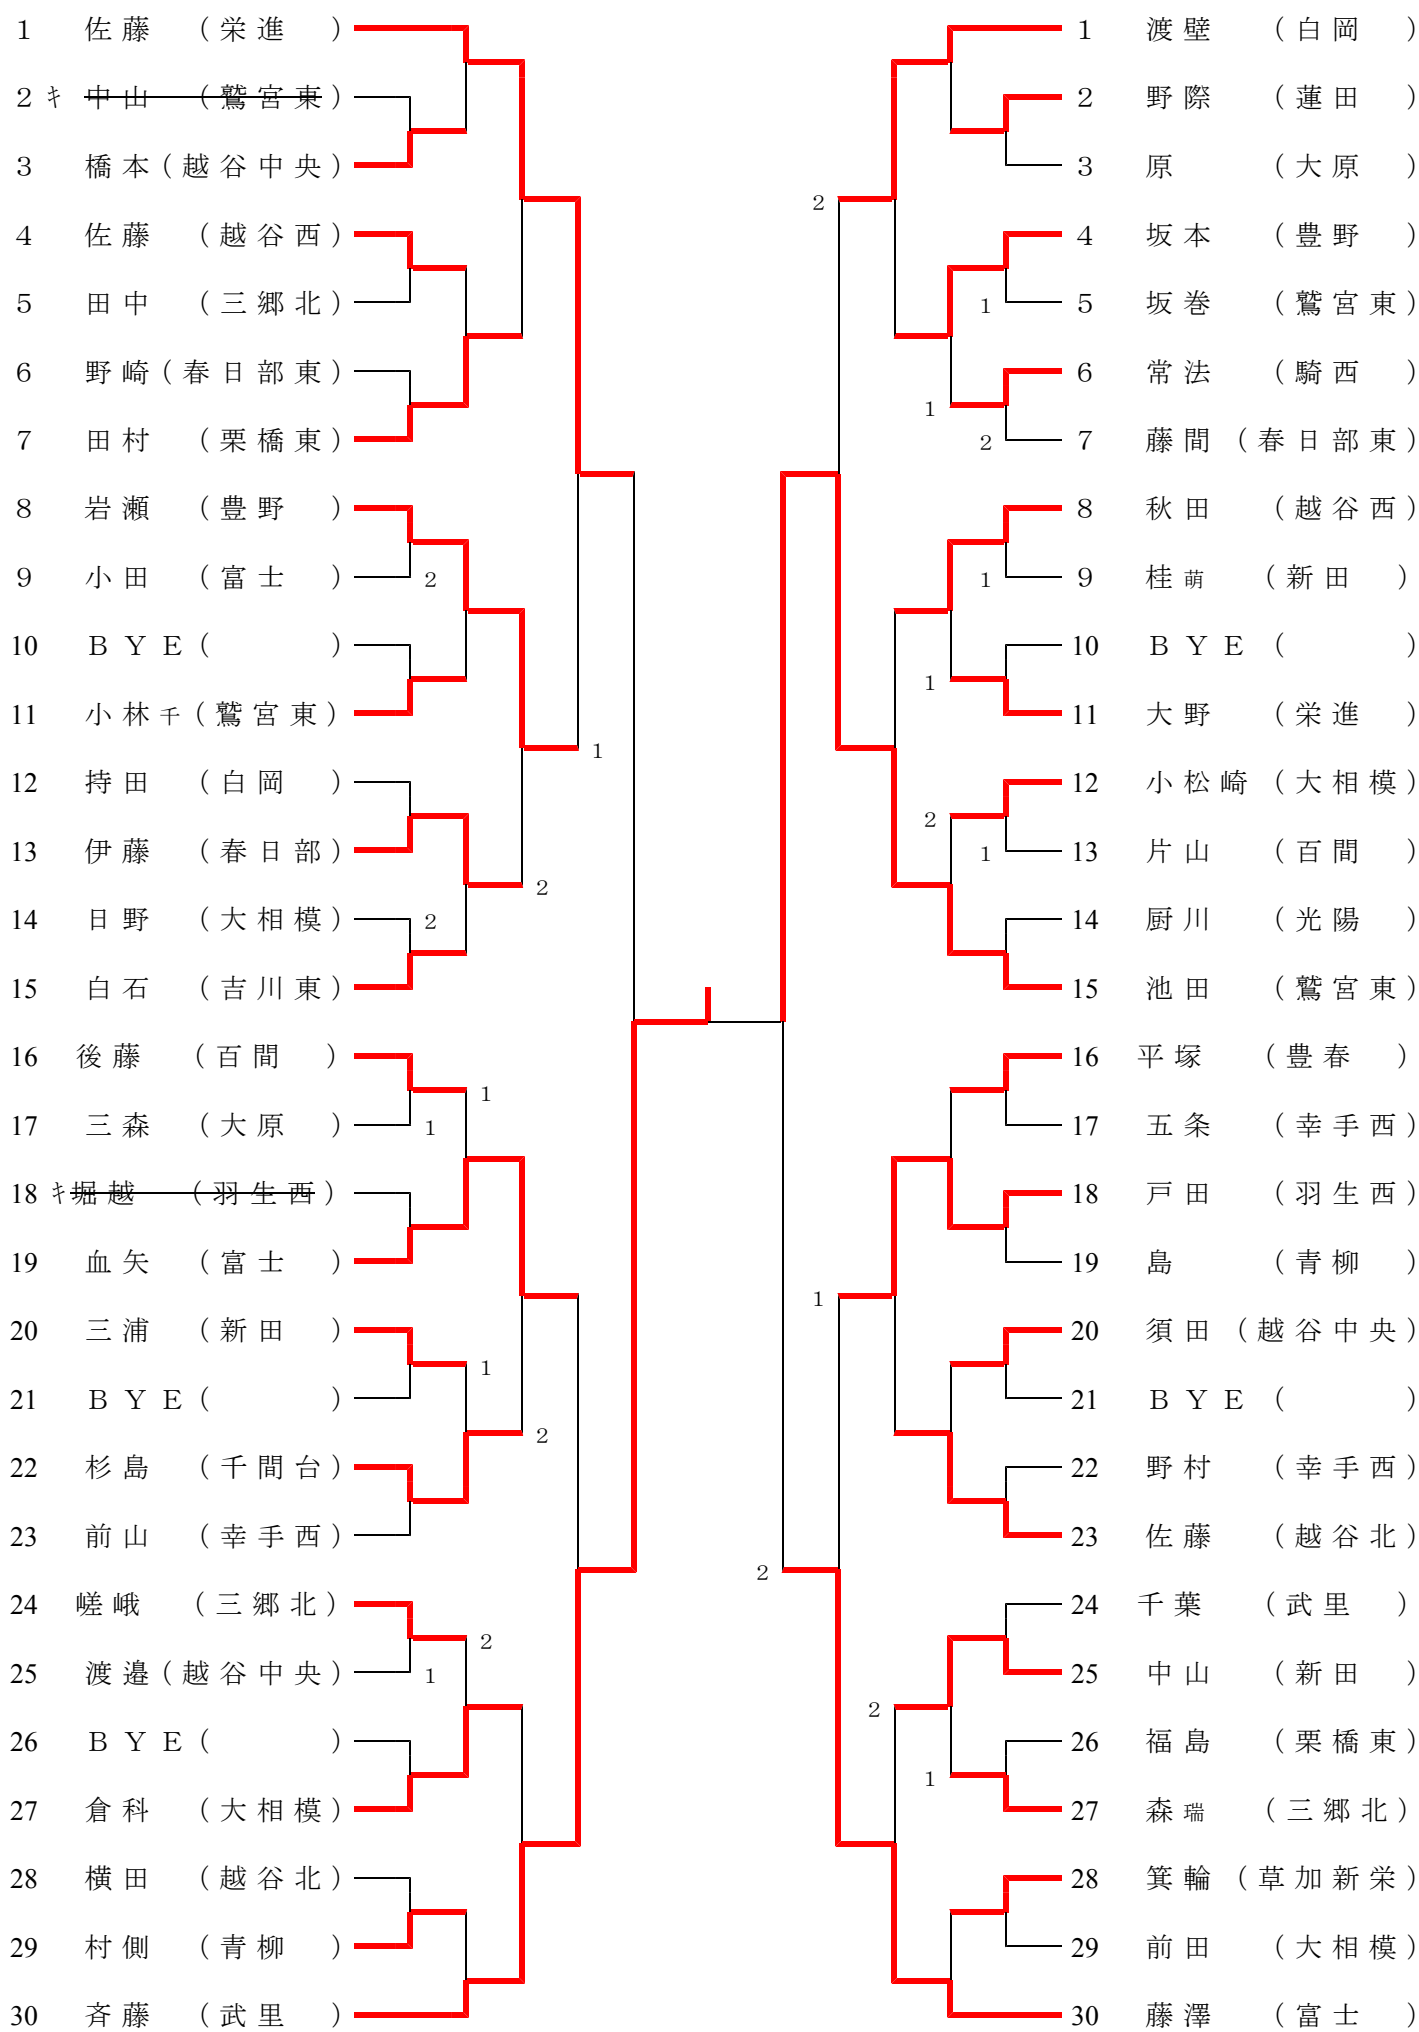 1 佐藤 （栄進 ）
2 ｷ 中山 （鷲宮東）
3 橋本（越谷中央）
4 佐藤 （越谷西）
5 田中 （三郷北）
6 野崎（春日部東）
7 田村 （栗橋東）
8 岩瀬 （豊野 ）
9 小田 （富士 ） 2
10 ＢＹＥ（ ）
11 小林千（鷲宮東）
1
12 持田 （白岡 ）
13 伊藤 （春日部）
2
14 日野 （大相模） 2
15 白石 （吉川東）
16 後藤 （百間 ）
1
17 三森 （大原 ） 1
18 ｷ 堀越 （羽生西）
19 血矢 （富士 ）
20 三浦 （新田 ）
1
21 ＢＹＥ（ ）
2
22 杉島 （千間台）
23 前山 （幸手西）
24 嵯峨 （三郷北）
2
25 渡邉（越谷中央） 1
26 ＢＹＥ（ ）
27 倉科 （大相模）
28 横田 （越谷北）
29 村側 （青柳 ）
30 斉藤 （武里 ）
1 渡壁 （白岡 ）
2 野際 （蓮田 ）
3 原 （大原 ）
2
4 坂本 （豊野 ）
1 5 坂巻 （鷲宮東）
6 常法 （騎西 ）
1
2 7 藤間（春日部東）
8 秋田 （越谷西）
1 9 桂萌 （新田 ）
10 ＢＹＥ（ ）
1
11 大野 （栄進 ）
12 小松崎（大相模）
2
1 13 片山 （百間 ）
14 厨川 （光陽 ）
15 池田 （鷲宮東）
16 平塚 （豊春 ）
17 五条 （幸手西）
18 戸田 （羽生西）
19 島 （青柳 ）
1
20 須田（越谷中央）
21 ＢＹＥ（ ）
22 野村 （幸手西）
23 佐藤 （越谷北）
2
24 千葉 （武里 ）
25 中山 （新田 ）
2
26 福島 （栗橋東）
1
27 森瑞 （三郷北）
28 箕輪（草加新栄）
29 前田 （大相模）
30 藤澤 （富士 ）